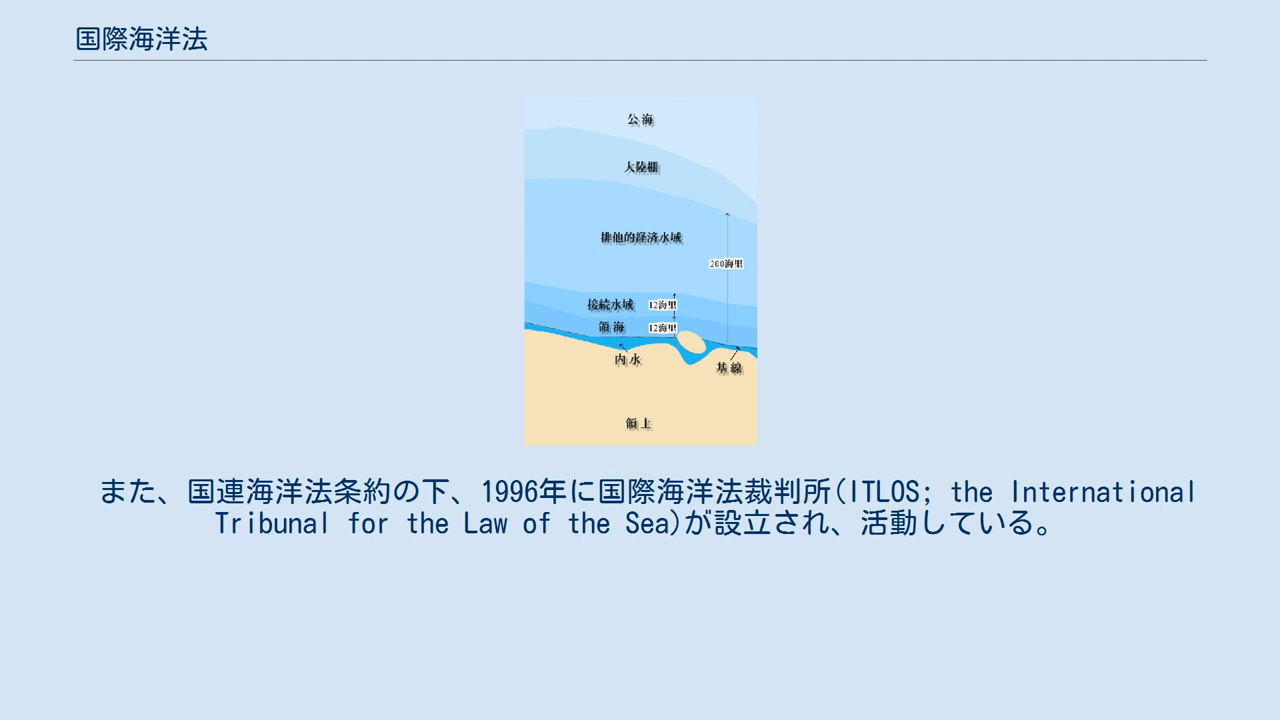 国際海洋法
公海
大陸棚
排他的経済水域
200海里
接続水域
12海里
領海
12海里
内水
基線
領土
また、国連海洋法条約の下、1996年に国際海洋法裁判所(ITLOS; the International
Tribunal for the Law of the Sea)が設立され、活動している。